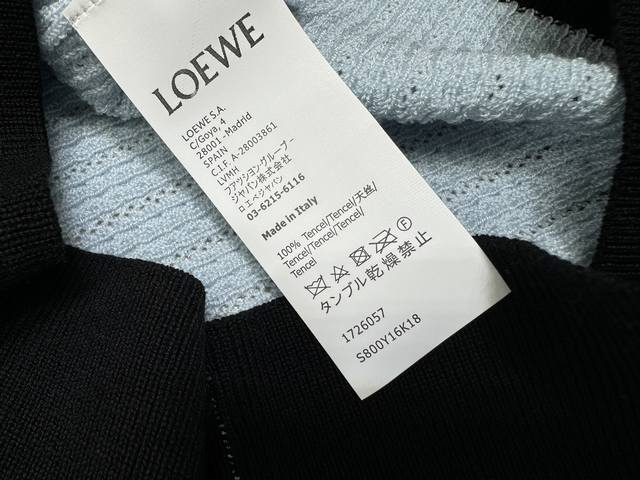 LOEWE
LOEWE S.A.
C/Goya, 4
28001 - Madrid
SPAIN
C.I.F. A-28003861
LVMH
ファッショングループ-
ジャパン株式会社
ロエベジャパン
03-6215-6116
Made in Italy
100% Tencel/Tencel/天丝/
Tencel/Tencel/Tencel/
Tencel
F
タンブル乾燥禁止
1726057
S800Y16K18